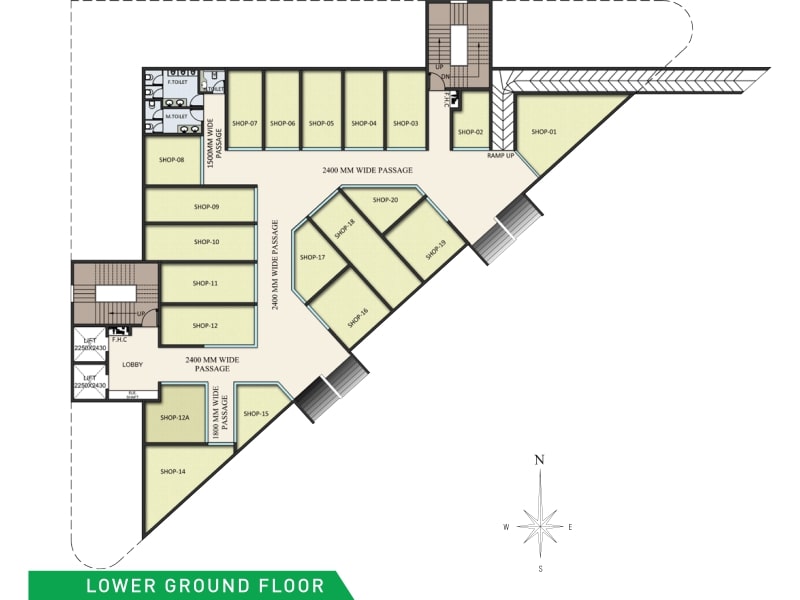 UP
DN
F.TOILET
TOILET
F.H.C
M.TOILET
1500MM WIDE
PASSAGE
SHOP-07
SHOP-06
SHOP-05
SHOP-04
SHOP-03
SHOP-02
SHOP-01
RAMP UP
SHOP-08
2400 MM WIDE PASSAGE
SHOP-09
SHOP-20
SHOP-18
SHOP-10
SHOP-19
2400 MM WIDE PASSAGE
SHOP-17
SHOP-11
SHOP-16
UP
SHOP-12
F.H.C
LIFT
2250X2430
LOBBY
2400 MM WIDE
PASSAGE
LIFT
2250X2430
ELE.
SHAFT
1800 MM WIDE
PASSAGE
SHOP-12A
SHOP-15
SHOP-14
N
W
E
S
LOWER GROUND FLOOR